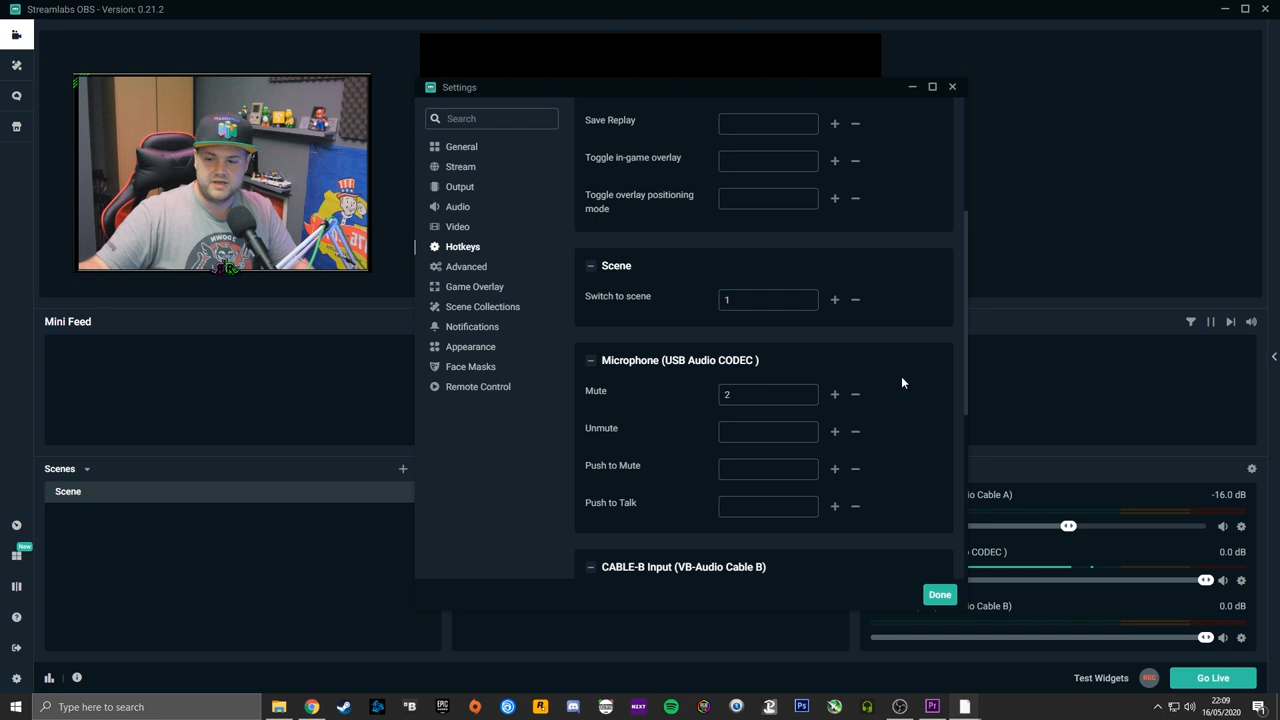 Streamlabs OBS - Version: 0.21.2
Settings
Search
General
Stream
Output
Audio
Video
Hotkeys
Advanced
Game Overlay
Scene Collections
Notifications
Appearance
Face Masks
Remote Control
Save Replay
Toggle in-game overlay
Toggle overlay positioning
mode
Scene
Switch to scene
1
Microphone (USB Audio CODEC )
Mute
2
Unmute
Push to Mute
Push to Talk
CABLE-B Input (VB-Audio Cable B)
Done
Mini Feed
Scenes
Scene
io Cable A)
-16.0 dB
CODEC )
0.0 dB
io Cable B)
0.0 dB
New
Test Widgets
REC
Go Live
Type here to search
22:09
16/05/2020